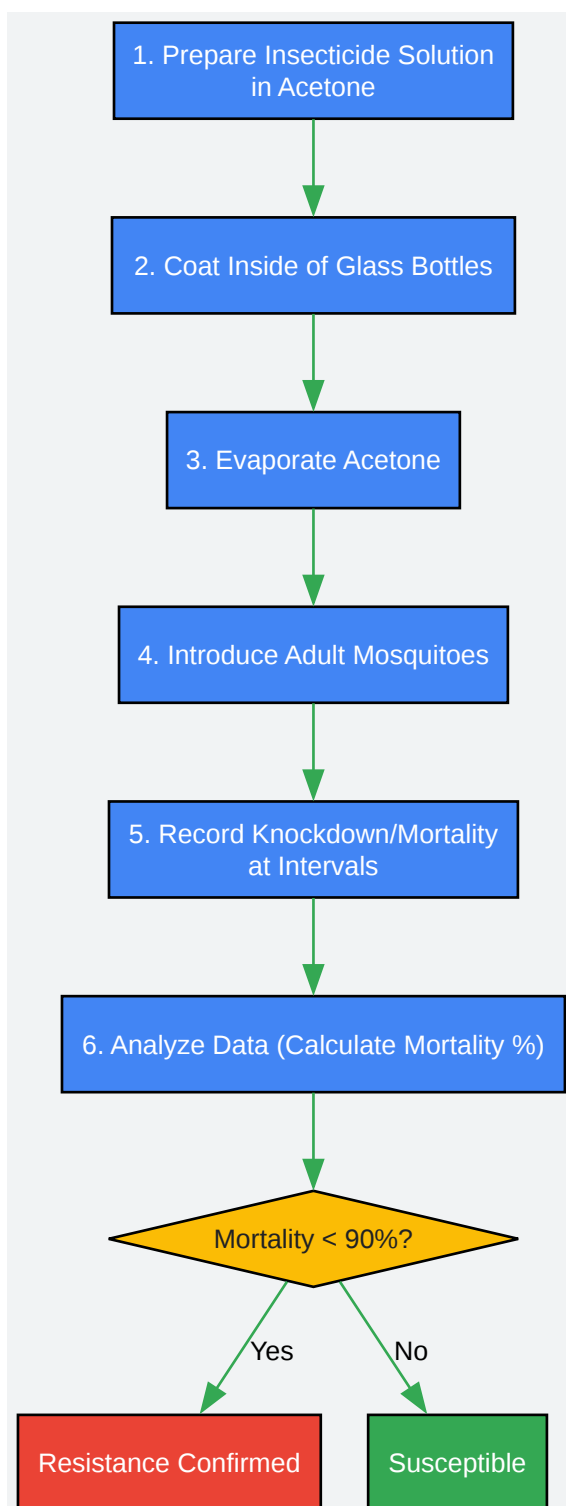 1. Prepare Insecticide Solution
in Acetone
2. Coat Inside of Glass Bottles
3. Evaporate Acetone
4. Introduce Adult Mosquitoes
5. Record Knockdown/Mortality
at Intervals
6. Analyze Data (Calculate Mortality %)
Mortality < 90%?
Yes
No
Resistance Confirmed
Susceptible